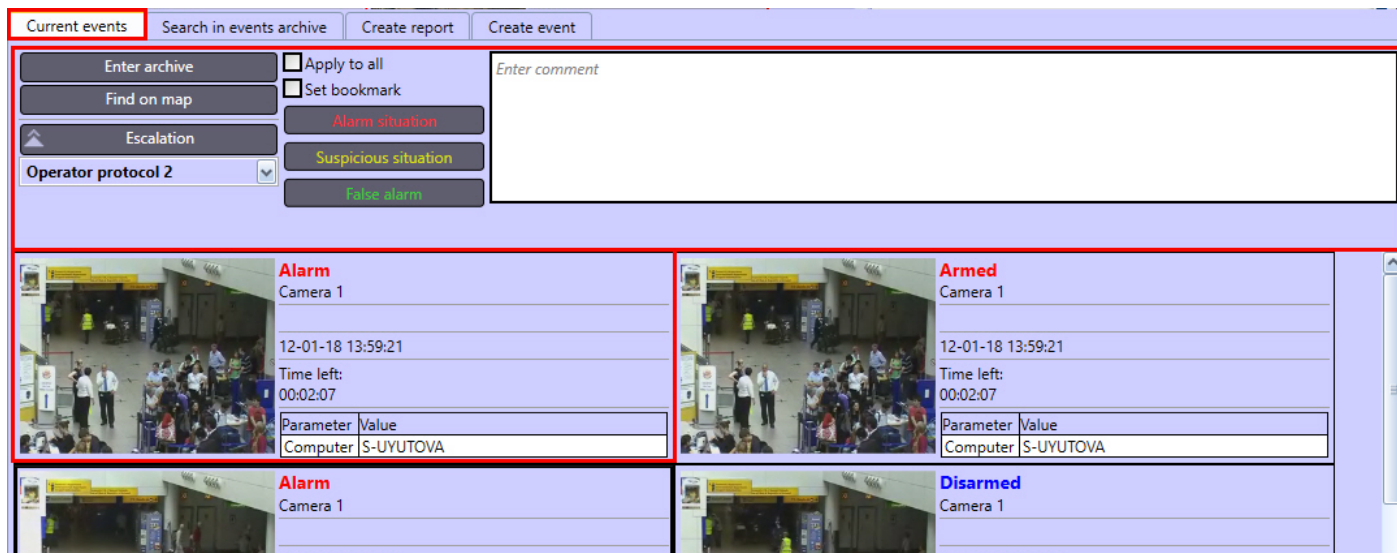 Current events
Search in events archive
Create report
Create event
Enter archive
Find on map
Escalation
Operator protocol 2
Apply to all
Set bookmark
Alarm situation
Suspicious situation
False alarm
Enter comment
Alarm
Camera 1
12-01-18 13:59:21
Time left:
00:02:07
Parameter Value
Computer S-UYUTOVA
Armed
Camera 1
12-01-18 13:59:21
Time left:
00:02:07
Parameter Value
Computer S-UYUTOVA
Alarm
Camera 1
Disarmed
Camera 1